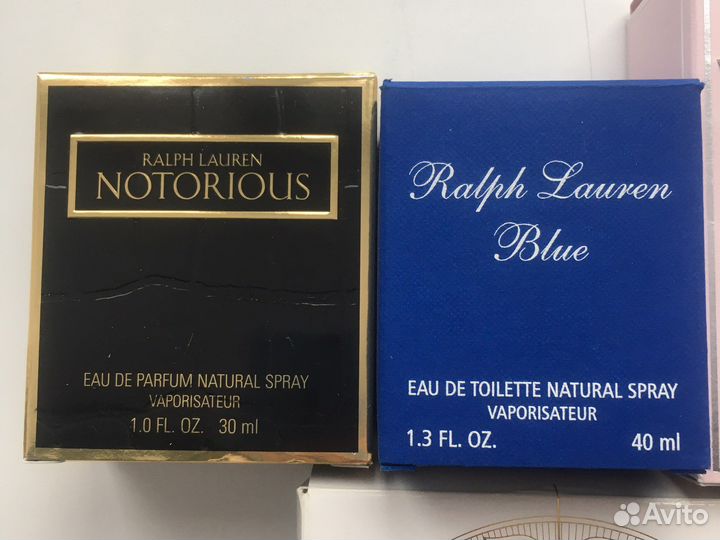 RALPH LAUREN
NOTORIOUS
EAU DE PARFUM NATURAL SPRAY
VAPORISATEUR
1.0 FL. OZ. 30 ml
Ralph Lauren
Blue
EAU DE TOILETTE NATURAL SPRAY
VAPORISATEUR
1.3 FL. OZ. 40 ml
Avito